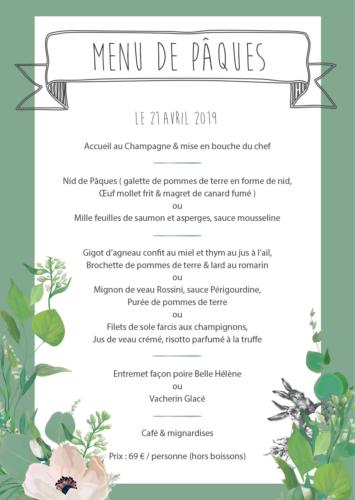 MENU DE PÂQUES
LE 21 AVRIL 2019
Accueil au Champagne & mise en bouche du chef
Nid de Pâques ( galette de pommes de terre en forme de nid,
Œuf mollet frit & magret de canard fumé )
ou
Mille feuilles de saumon et asperges, sauce mousseline
Gigot d'agneau confit au miel et thym au jus à l'ail,
Brochette de pommes de terre & lard au romarin
ou
Mignon de veau Rossini, sauce Périgourdine,
Purée de pommes de terre
ou
Filets de sole farcis aux champignons,
Jus de veau crémé, risotto parfumé à la truffe
Entremet façon poire Belle Hélène
ou
Vacherin Glacé
Café & mignardises
Prix : 69 € / personne (hors boissons)